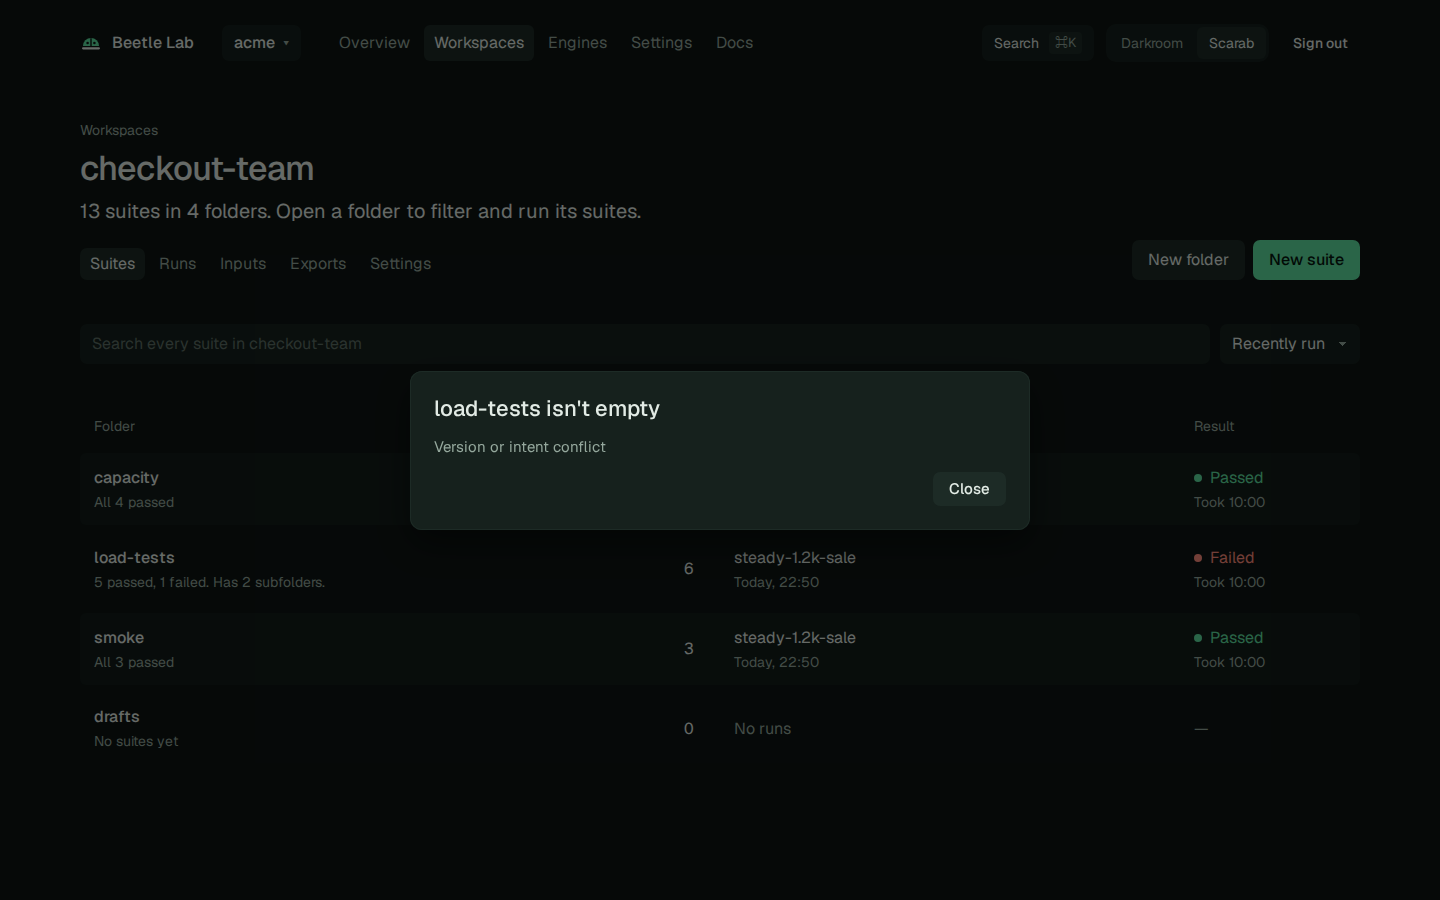 Beetle Lab
acme
Overview
Workspaces
Engines
Settings
Docs
Search ⌘K
Darkroom
Scarab
Sign out
Workspaces
checkout-team
13 suites in 4 folders. Open a folder to filter and run its suites.
Suites
Runs
Inputs
Exports
Settings
New folder
New suite
Search every suite in checkout-team
Recently run
load-tests isn't empty
Version or intent conflict
Close
Folder
Result
capacity
All 4 passed
Passed
Took 10:00
load-tests
5 passed, 1 failed. Has 2 subfolders.
6
steady-1.2k-sale
Today, 22:50
Failed
Took 10:00
smoke
All 3 passed
3
steady-1.2k-sale
Today, 22:50
Passed
Took 10:00
drafts
No suites yet
0
No runs
—